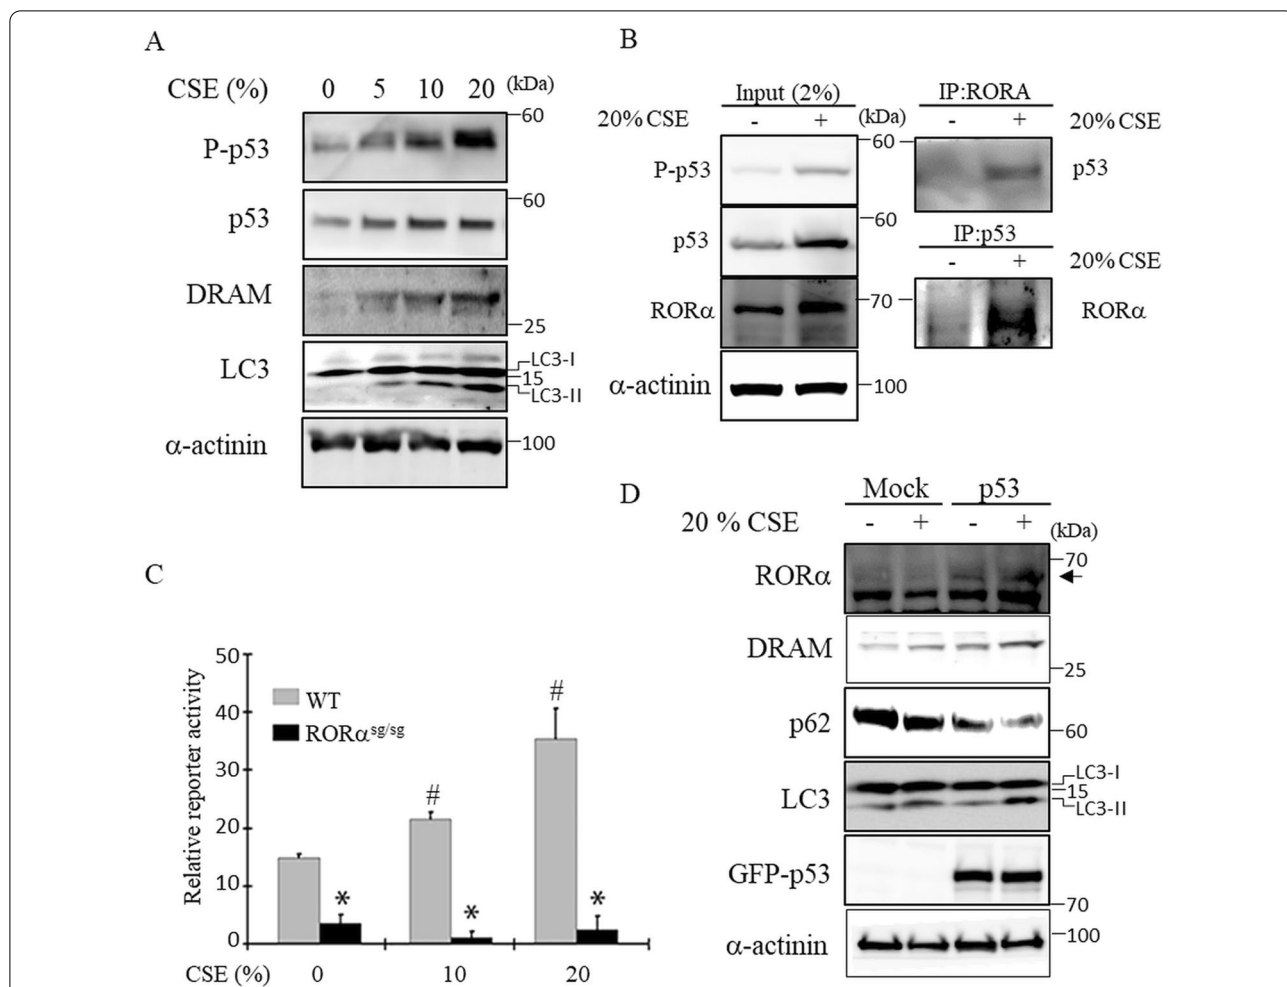 A
CSE (%) 0 5 10 20 (kDa)
P-p53 60
p53 60
DRAM 25
LC3 LC3-I 15 LC3-II
α-actinin 100
B
Input (2%)
20% CSE - + (kDa)
P-p53 60
p53 60
RORα 70
α-actinin 100
IP:RORA
- + 20% CSE
p53
IP:p53
- + 20% CSE
RORα
C
Relative reporter activity
50
40
30
20
10
0
WT
RORα^sg/sg
# #
* * *
CSE (%) 0 10 20
D
Mock p53
20 % CSE - + - + (kDa)
RORα 70
DRAM 25
p62 60
LC3 LC3-I 15 LC3-II
GFP-p53 70
α-actinin 100